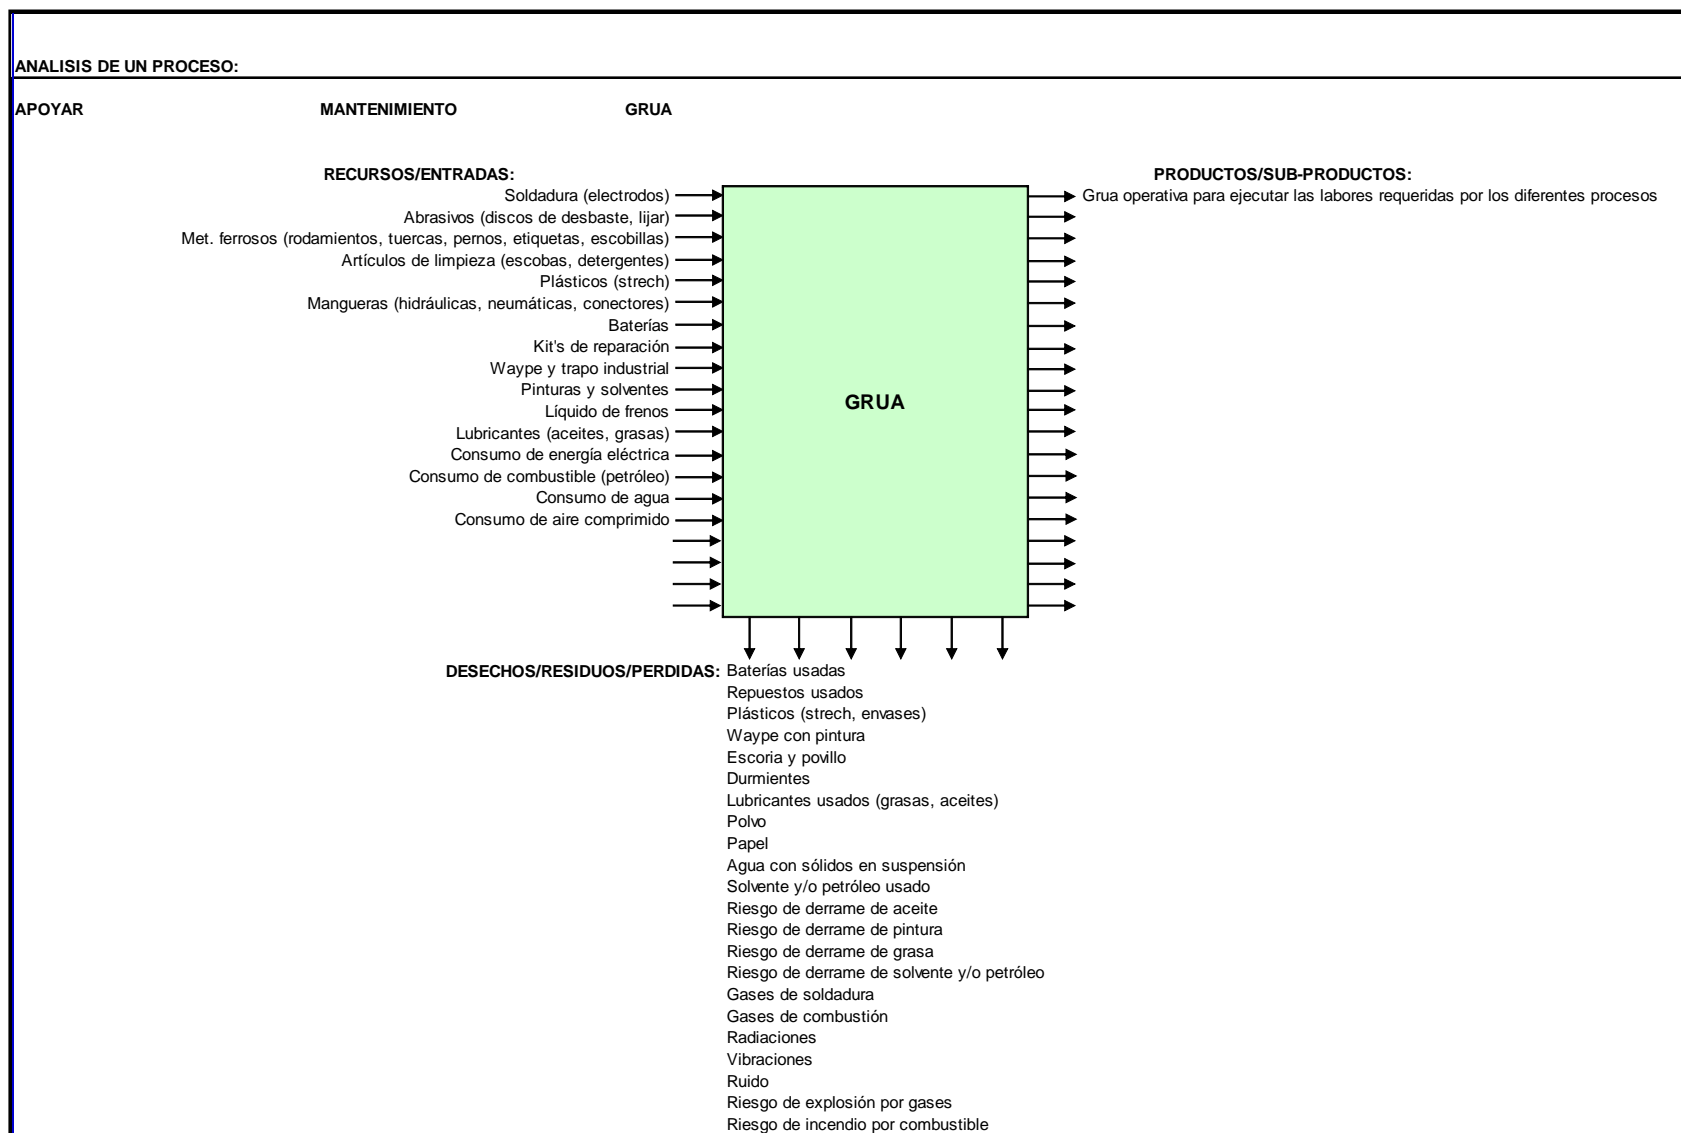 ANALISIS DE UN PROCESO:
APOYAR MANTENIMIENTO GRUA
RECURSOS/ENTRADAS: PRODUCTOS/SUB-PRODUCTOS:
Soldadura (electrodos) Grua operativa para ejecutar las labores requeridas por los diferentes procesos
Abrasivos (discos de desbaste, lijar)
Met. ferrosos (rodamientos, tuercas, pernos, etiquetas, escobillas)
Artículos de limpieza (escobas, detergentes)
Plásticos (strech)
Mangueras (hidráulicas, neumáticas, conectores)
Baterías
Kit's de reparación
Waype y trapo industrial
Pinturas y solventes
GRUA
Líquido de frenos
Lubricantes (aceites, grasas)
Consumo de energía eléctrica
Consumo de combustible (petróleo)
Consumo de agua
Consumo de aire comprimido
DESECHOS/RESIDUOS/PERDIDAS: Baterías usadas
Repuestos usados
Plásticos (strech, envases)
Waype con pintura
Escoria y povillo
Durmientes
Lubricantes usados (grasas, aceites)
Polvo
Papel
Agua con sólidos en suspensión
Solvente y/o petróleo usado
Riesgo de derrame de aceite
Riesgo de derrame de pintura
Riesgo de derrame de grasa
Riesgo de derrame de solvente y/o petróleo
Gases de soldadura
Gases de combustión
Radiaciones
Vibraciones
Ruido
Riesgo de explosión por gases
Riesgo de incendio por combustible